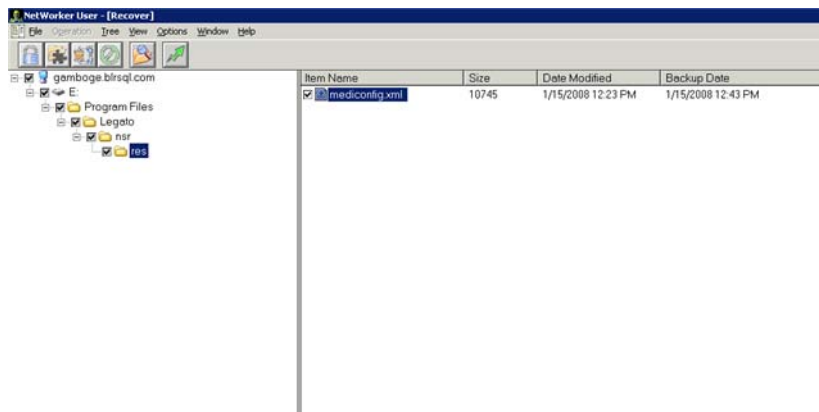 NetWorker User - [Recover]
File Operation Tree View Options Window Help
gamboge.blrsql.com
E:
Program Files
Legato
nsr
res
Item Name Size Date Modified Backup Date
mediconfig.xml 10745 1/15/2008 12:23 PM 1/15/2008 12:43 PM